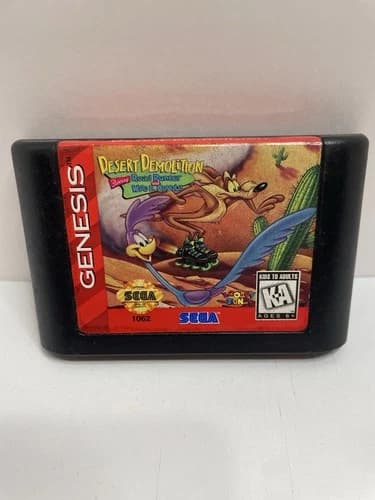 GENESIS
DESERT DEMOLITION
Starring Road Runner
and
Wile E. Coyote
SEGA
1062
SEGA
KIDS TO ADULTS
K-A
AGES 6+